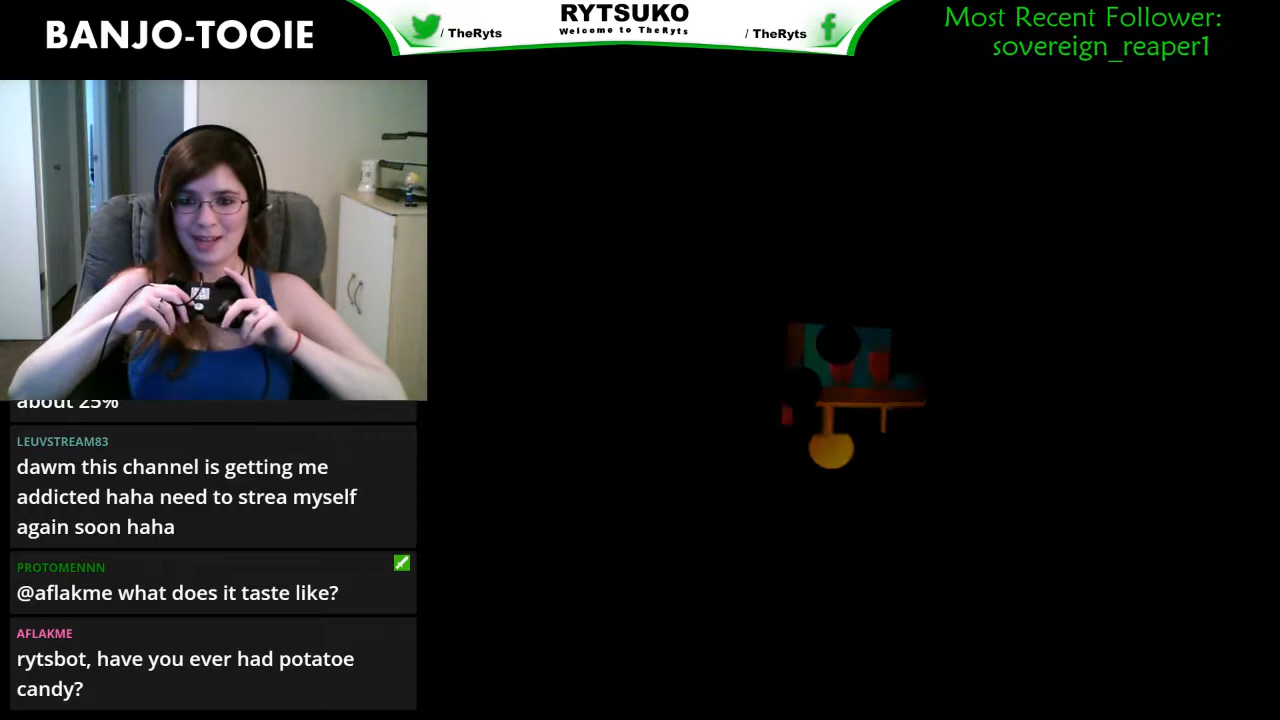 BANJO-TOOIE
/ TheRyts
RYTSUKO
Welcome to TheRyts
/ TheRyts
Most Recent Follower:
sovereign_reaper1
about 25%
LEUVSTREAM83
dawm this channel is getting me
addicted haha need to strea myself
again soon haha
PROTOMENNN
@aflakme what does it taste like?
AFLAKME
rytsbot, have you ever had potatoe
candy?